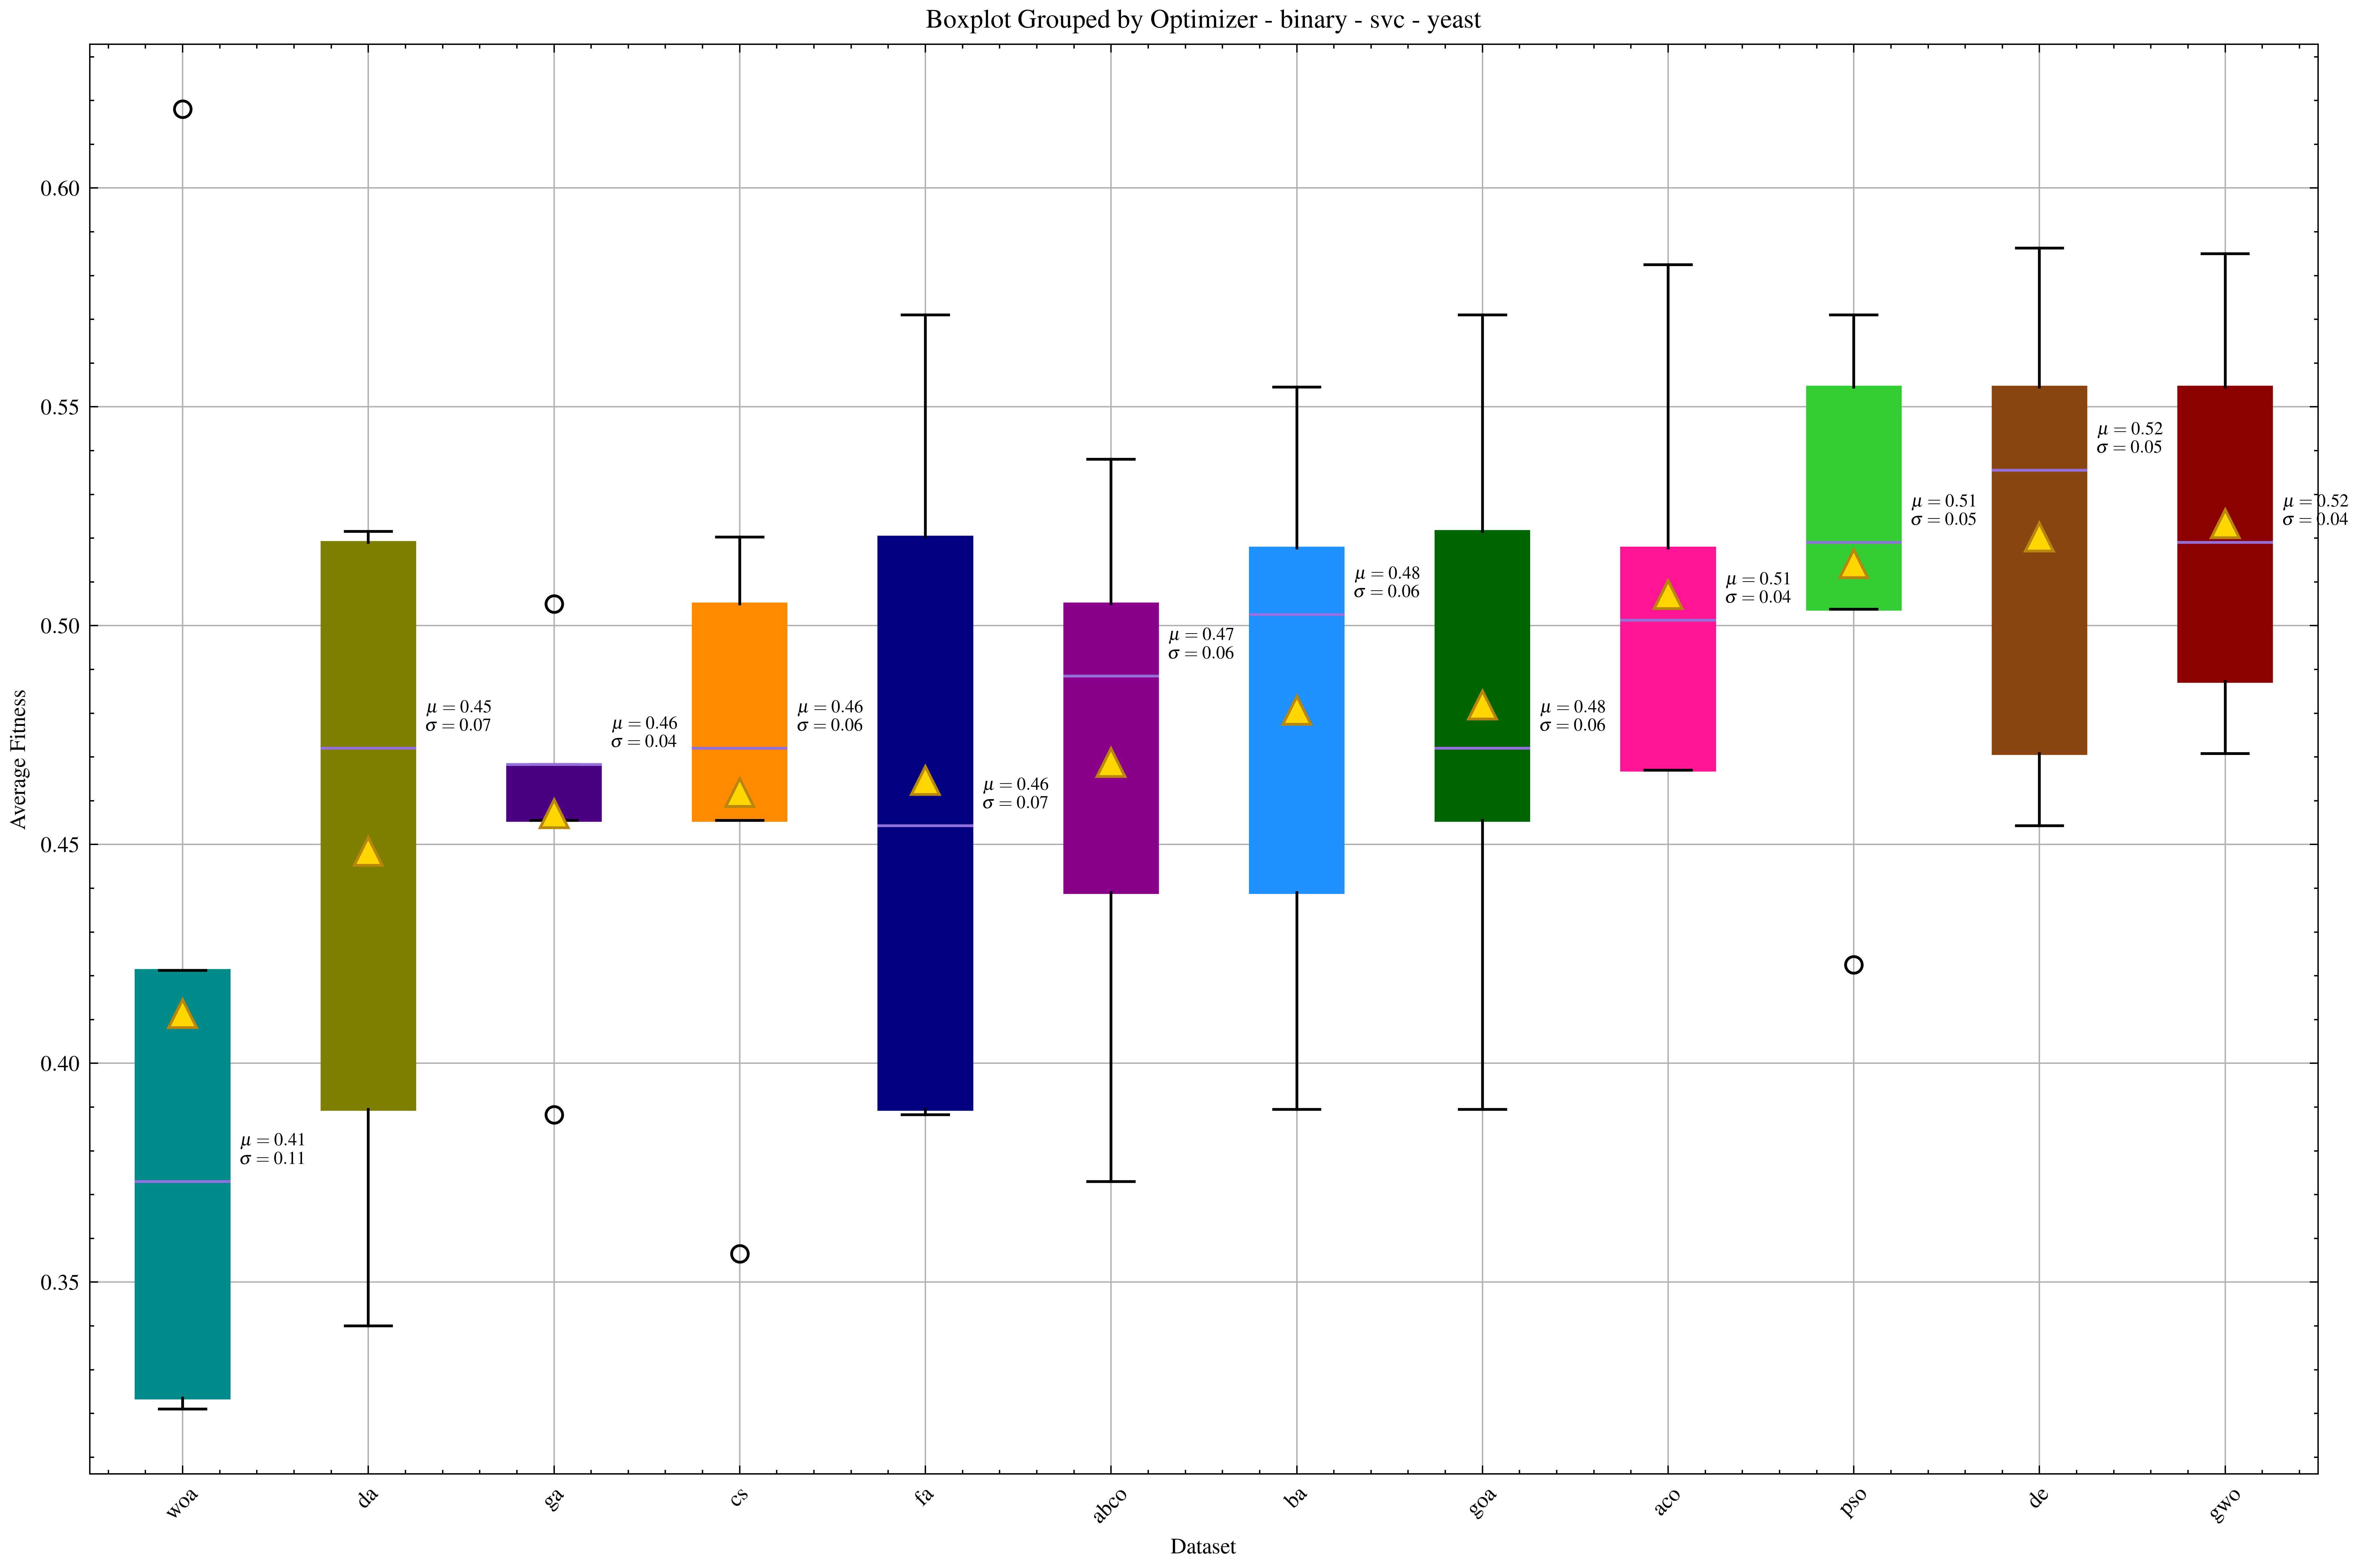 Boxplot Grouped by Optimizer - binary - svc - yeast
Average Fitness
0.60
0.55
0.50
0.45
0.40
0.35
μ = 0.41
σ = 0.11
μ = 0.45
σ = 0.07
μ = 0.46
σ = 0.04
μ = 0.46
σ = 0.06
μ = 0.46
σ = 0.07
μ = 0.47
σ = 0.06
μ = 0.48
σ = 0.06
μ = 0.48
σ = 0.06
μ = 0.51
σ = 0.04
μ = 0.51
σ = 0.05
μ = 0.52
σ = 0.05
μ = 0.52
σ = 0.04
woa
da
ga
cs
fa
abco
ba
goa
aco
pso
de
gwo
Dataset